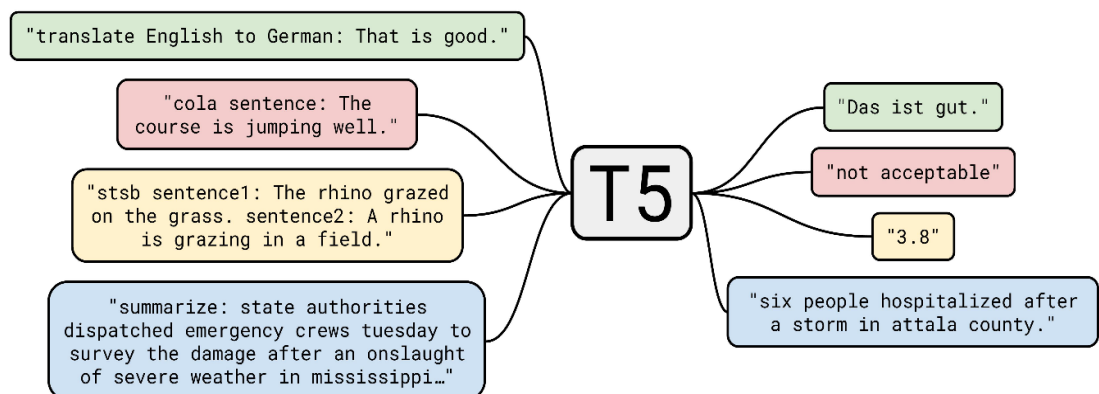 "translate English to German: That is good."
"cola sentence: The
course is jumping well."
"stsb sentence1: The rhino grazed
on the grass. sentence2: A rhino
is grazing in a field."
"summarize: state authorities
dispatched emergency crews tuesday to
survey the damage after an onslaught
of severe weather in mississippi…"
T5
"Das ist gut."
"not acceptable"
"3.8"
"six people hospitalized after
a storm in attala county."